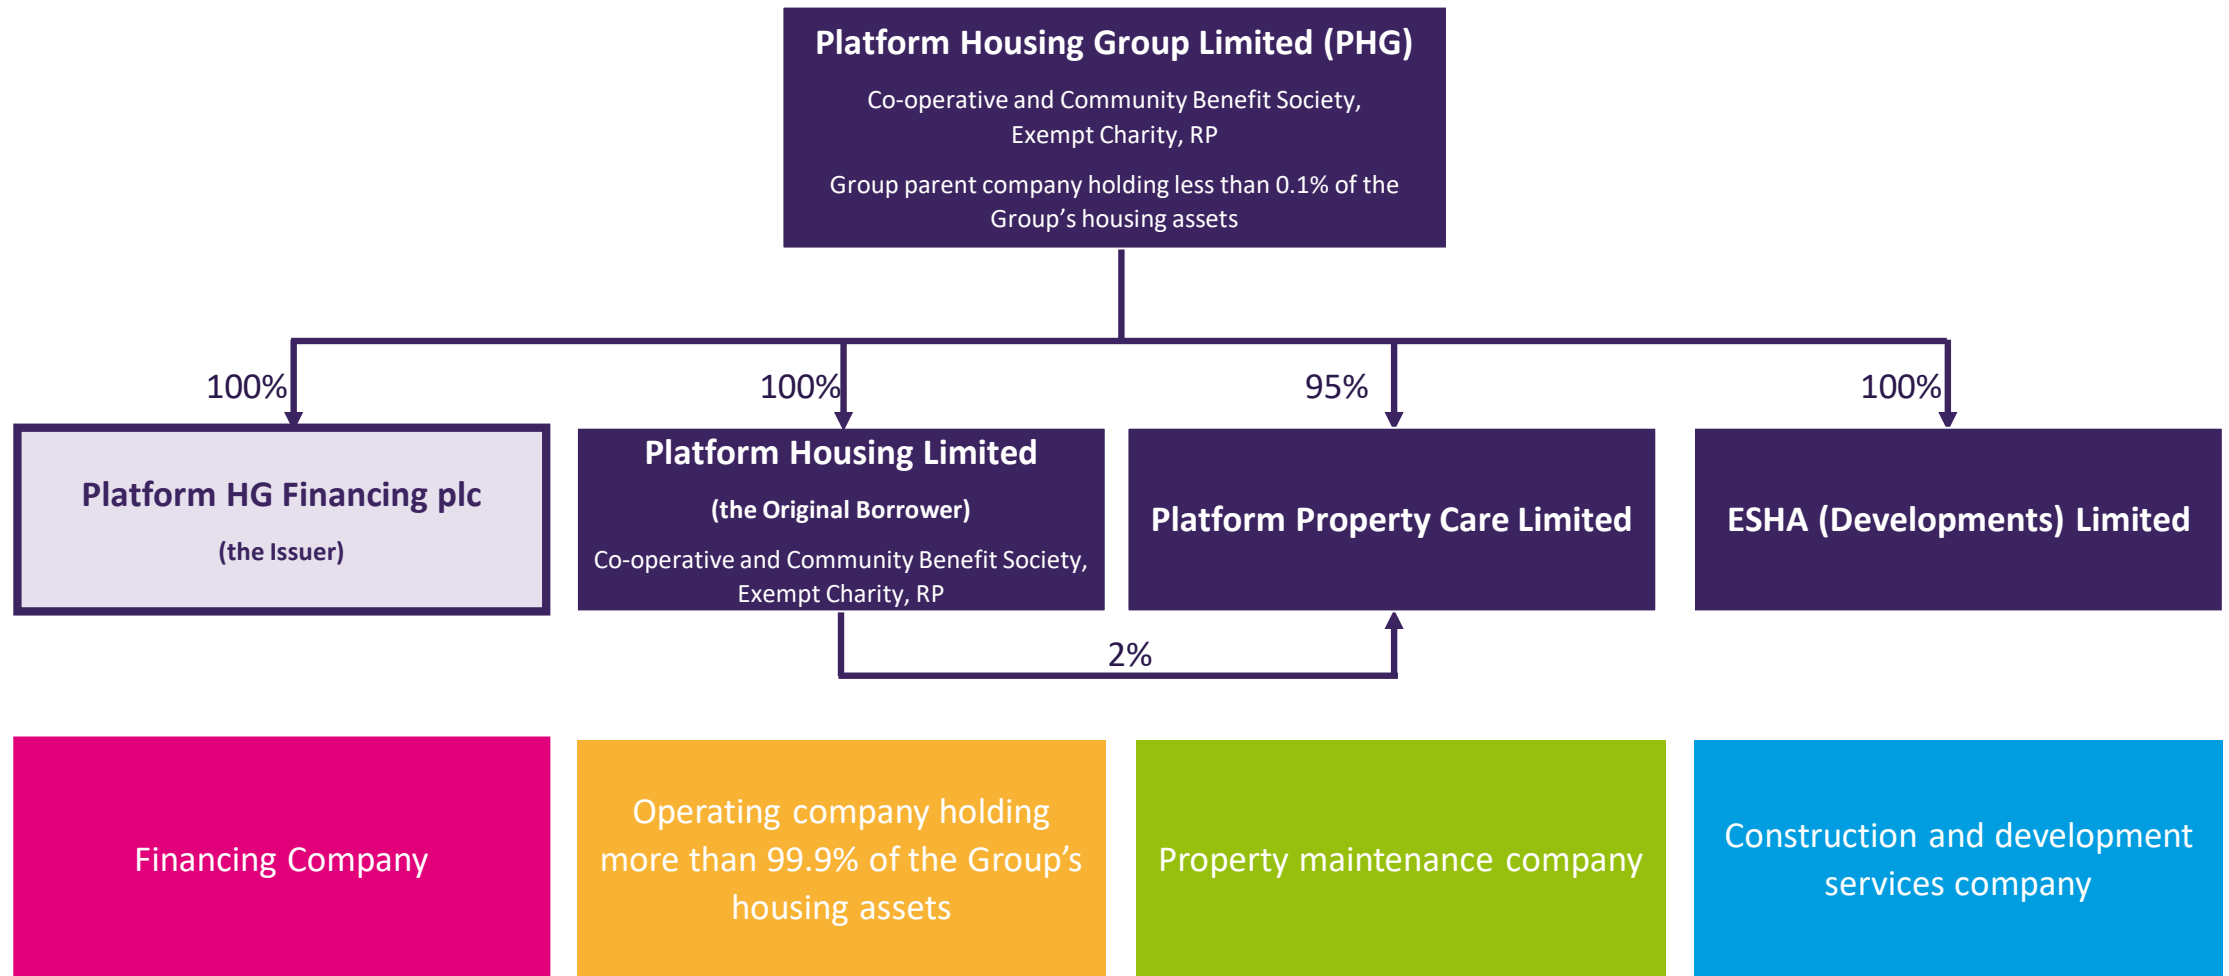 Platform Housing Group Limited (PHG)
Co-operative and Community Benefit Society,
Exempt Charity, RP
Group parent company holding less than 0.1% of the
Group’s housing assets
100%
100%
95%
100%
Platform HG Financing plc
(the Issuer)
Platform Housing Limited
(the Original Borrower)
Co-operative and Community Benefit Society,
Exempt Charity, RP
Platform Property Care Limited
ESHA (Developments) Limited
2%
Financing Company
Operating company holding
more than 99.9% of the Group’s
housing assets
Property maintenance company
Construction and development
services company